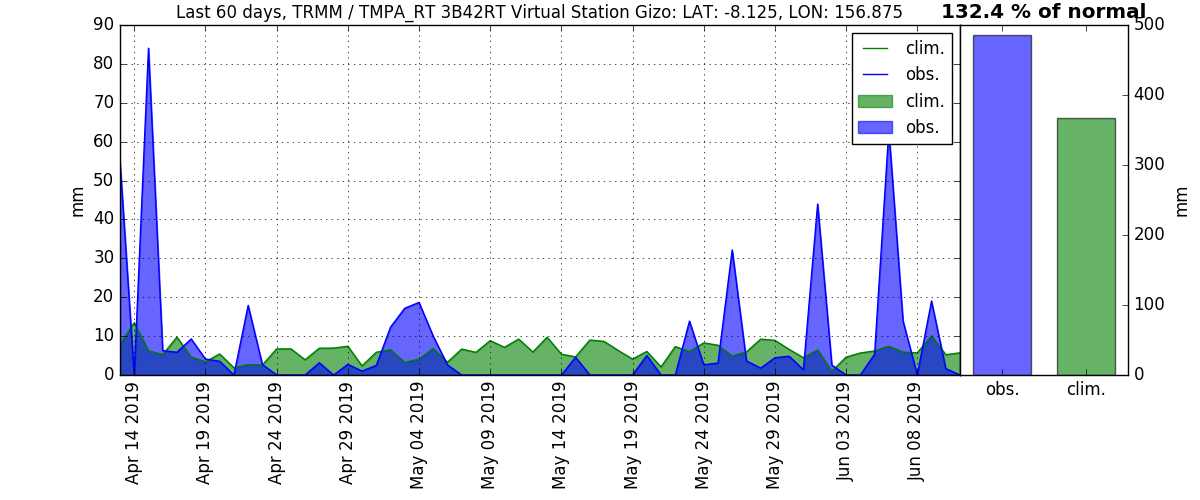 Last 60 days, TRMM / TMPA_RT 3B42RT Virtual Station Gizo: LAT: -8.125, LON: 156.875
132.4 % of normal
90
80
70
60
50
40
30
20
10
0
mm
clim.
obs.
clim.
obs.
500
400
300
200
100
0
mm
Apr 14 2019
Apr 19 2019
Apr 24 2019
Apr 29 2019
May 04 2019
May 09 2019
May 14 2019
May 19 2019
May 24 2019
May 29 2019
Jun 03 2019
Jun 08 2019
obs.
clim.